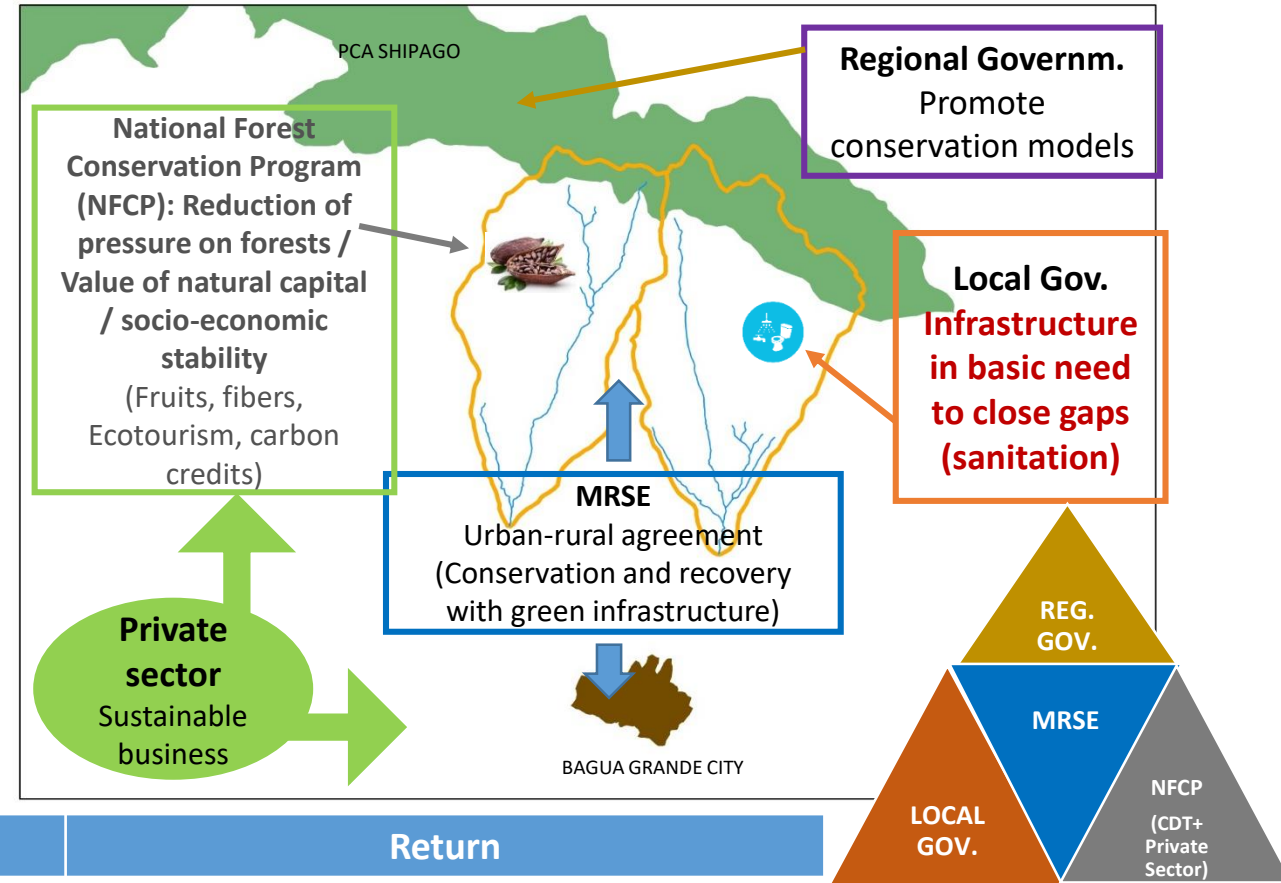 PCA SHIPAGO
Regional Governm.
Promote
conservation models
National Forest
Conservation Program
(NFCP): Reduction of
pressure on forests /
Value of natural capital
/ socio-economic
stability
(Fruits, fibers,
Ecotourism, carbon
credits)
Local Gov.
Infrastructure
in basic need
to close gaps
(sanitation)
MRSE
Urban-rural agreement
(Conservation and recovery
with green infrastructure)
Private
sector
Sustainable
business
BAGUA GRANDE CITY
REG.
GOV.
MRSE
LOCAL
GOV.
NFCP
(CDT+
Private
Sector)
Return